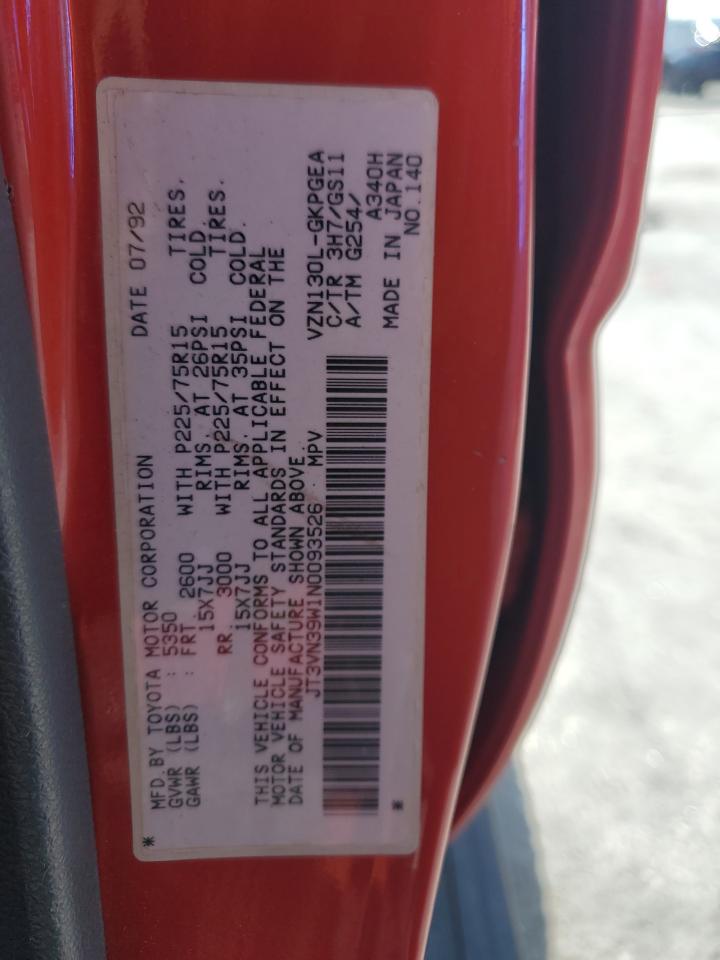 MFD. BY TOYOTA MOTOR CORPORATION DATE 07/92
GVWR (LBS) : 5350
GAWR (LBS) : FRT. 2600 WITH P225/75R15 TIRES,
15X7JJ RIMS, AT 26PSI COLD.
RR. 3000 WITH P225/75R15 TIRES,
15X7JJ RIMS, AT 35PSI COLD.
THIS VEHICLE CONFORMS TO ALL APPLICABLE FEDERAL
MOTOR VEHICLE SAFETY STANDARDS IN EFFECT ON THE
DATE OF MANUFACTURE SHOWN ABOVE.
JT3VN39W1N0093526 MPV VZN130L-GKPGEA
C/TR 3H7/GS11
A/TM G254/
A340H
* * MADE IN JAPAN
NO.140